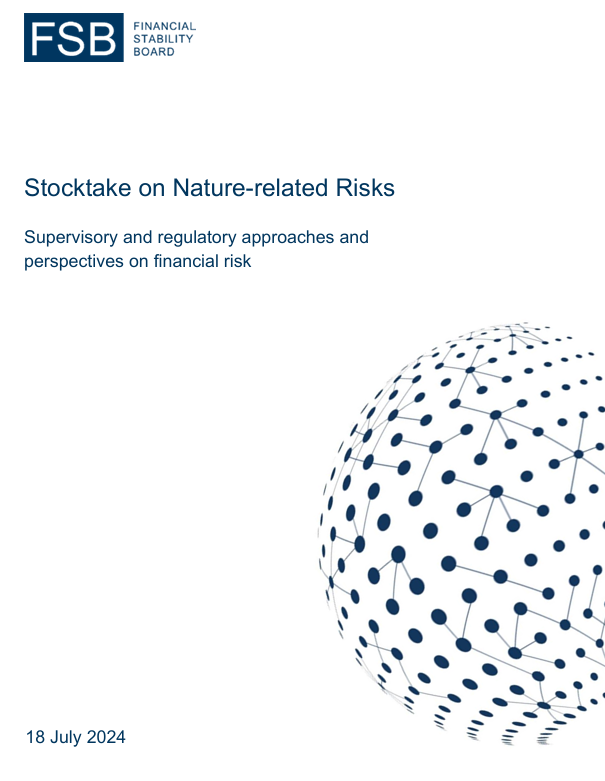 FSB
FINANCIAL
STABILITY
BOARD
Stocktake on Nature-related Risks
Supervisory and regulatory approaches and
perspectives on financial risk
18 July 2024